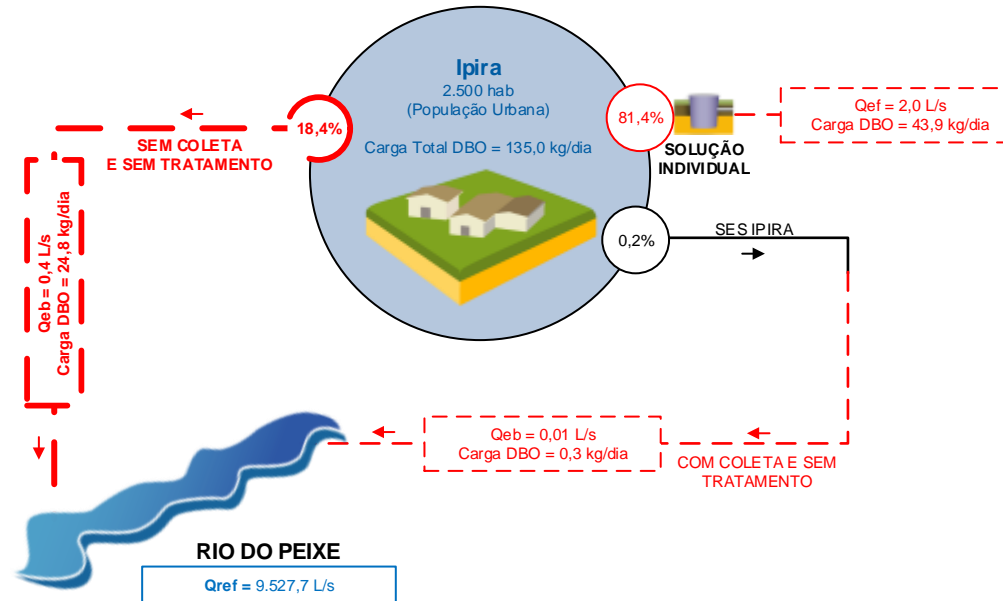 Ipira
2.500 hab
(População Urbana)
Carga Total DBO = 135,0 kg/dia
18,4%
SEM COLETA
E SEM TRATAMENTO
Qeb = 0,4 L/s
Carga DBO = 24,8 kg/dia
81,4%
SOLUÇÃO
INDIVIDUAL
Qef = 2,0 L/s
Carga DBO = 43,9 kg/dia
0,2%
SES IPIRA
COM COLETA E SEM
TRATAMENTO
Qeb = 0,01 L/s
Carga DBO = 0,3 kg/dia
RIO DO PEIXE
Qref = 9.527,7 L/s